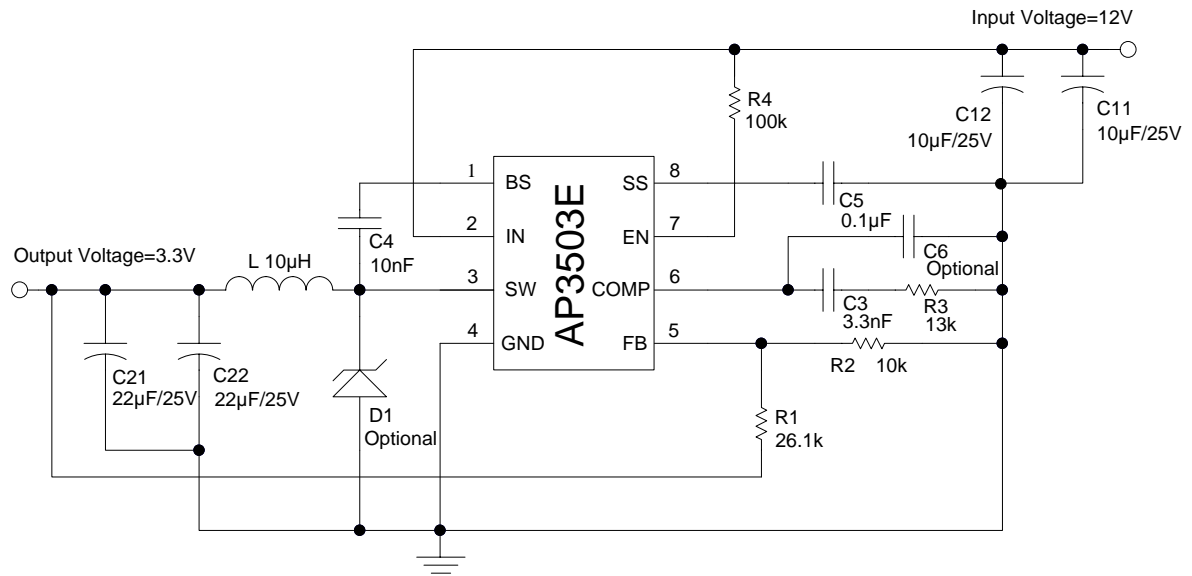 Input Voltage=12V
R4
100k
C12
10µF/25V
C11
10µF/25V
1
BS
SS
8
C5
0.1µF
2
IN
EN
7
C4
10nF
C6
Optional
Output Voltage=3.3V
L 10µH
3
SW
COMP
6
C3
3.3nF
R3
13k
AP3503E
4
GND
FB
5
R2
10k
C21
22µF/25V
C22
22µF/25V
D1
Optional
R1
26.1k